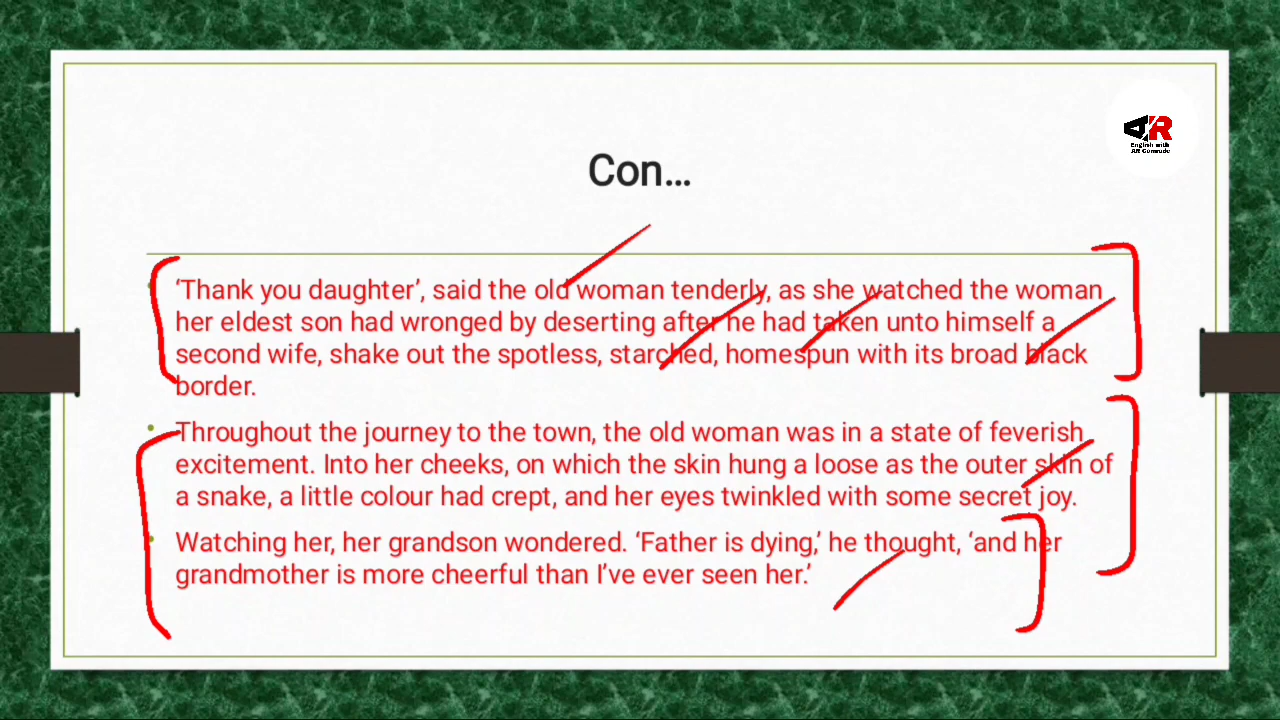 AR
English with
AR Comrade
Con...
‘Thank you daughter’, said the old woman tenderly, as she watched the woman
her eldest son had wronged by deserting after he had taken unto himself a
second wife, shake out the spotless, starched, homespun with its broad black
border.
Throughout the journey to the town, the old woman was in a state of feverish
excitement. Into her cheeks, on which the skin hung a loose as the outer skin of
a snake, a little colour had crept, and her eyes twinkled with some secret joy.
Watching her, her grandson wondered. ‘Father is dying,’ he thought, ‘and her
grandmother is more cheerful than I’ve ever seen her.’